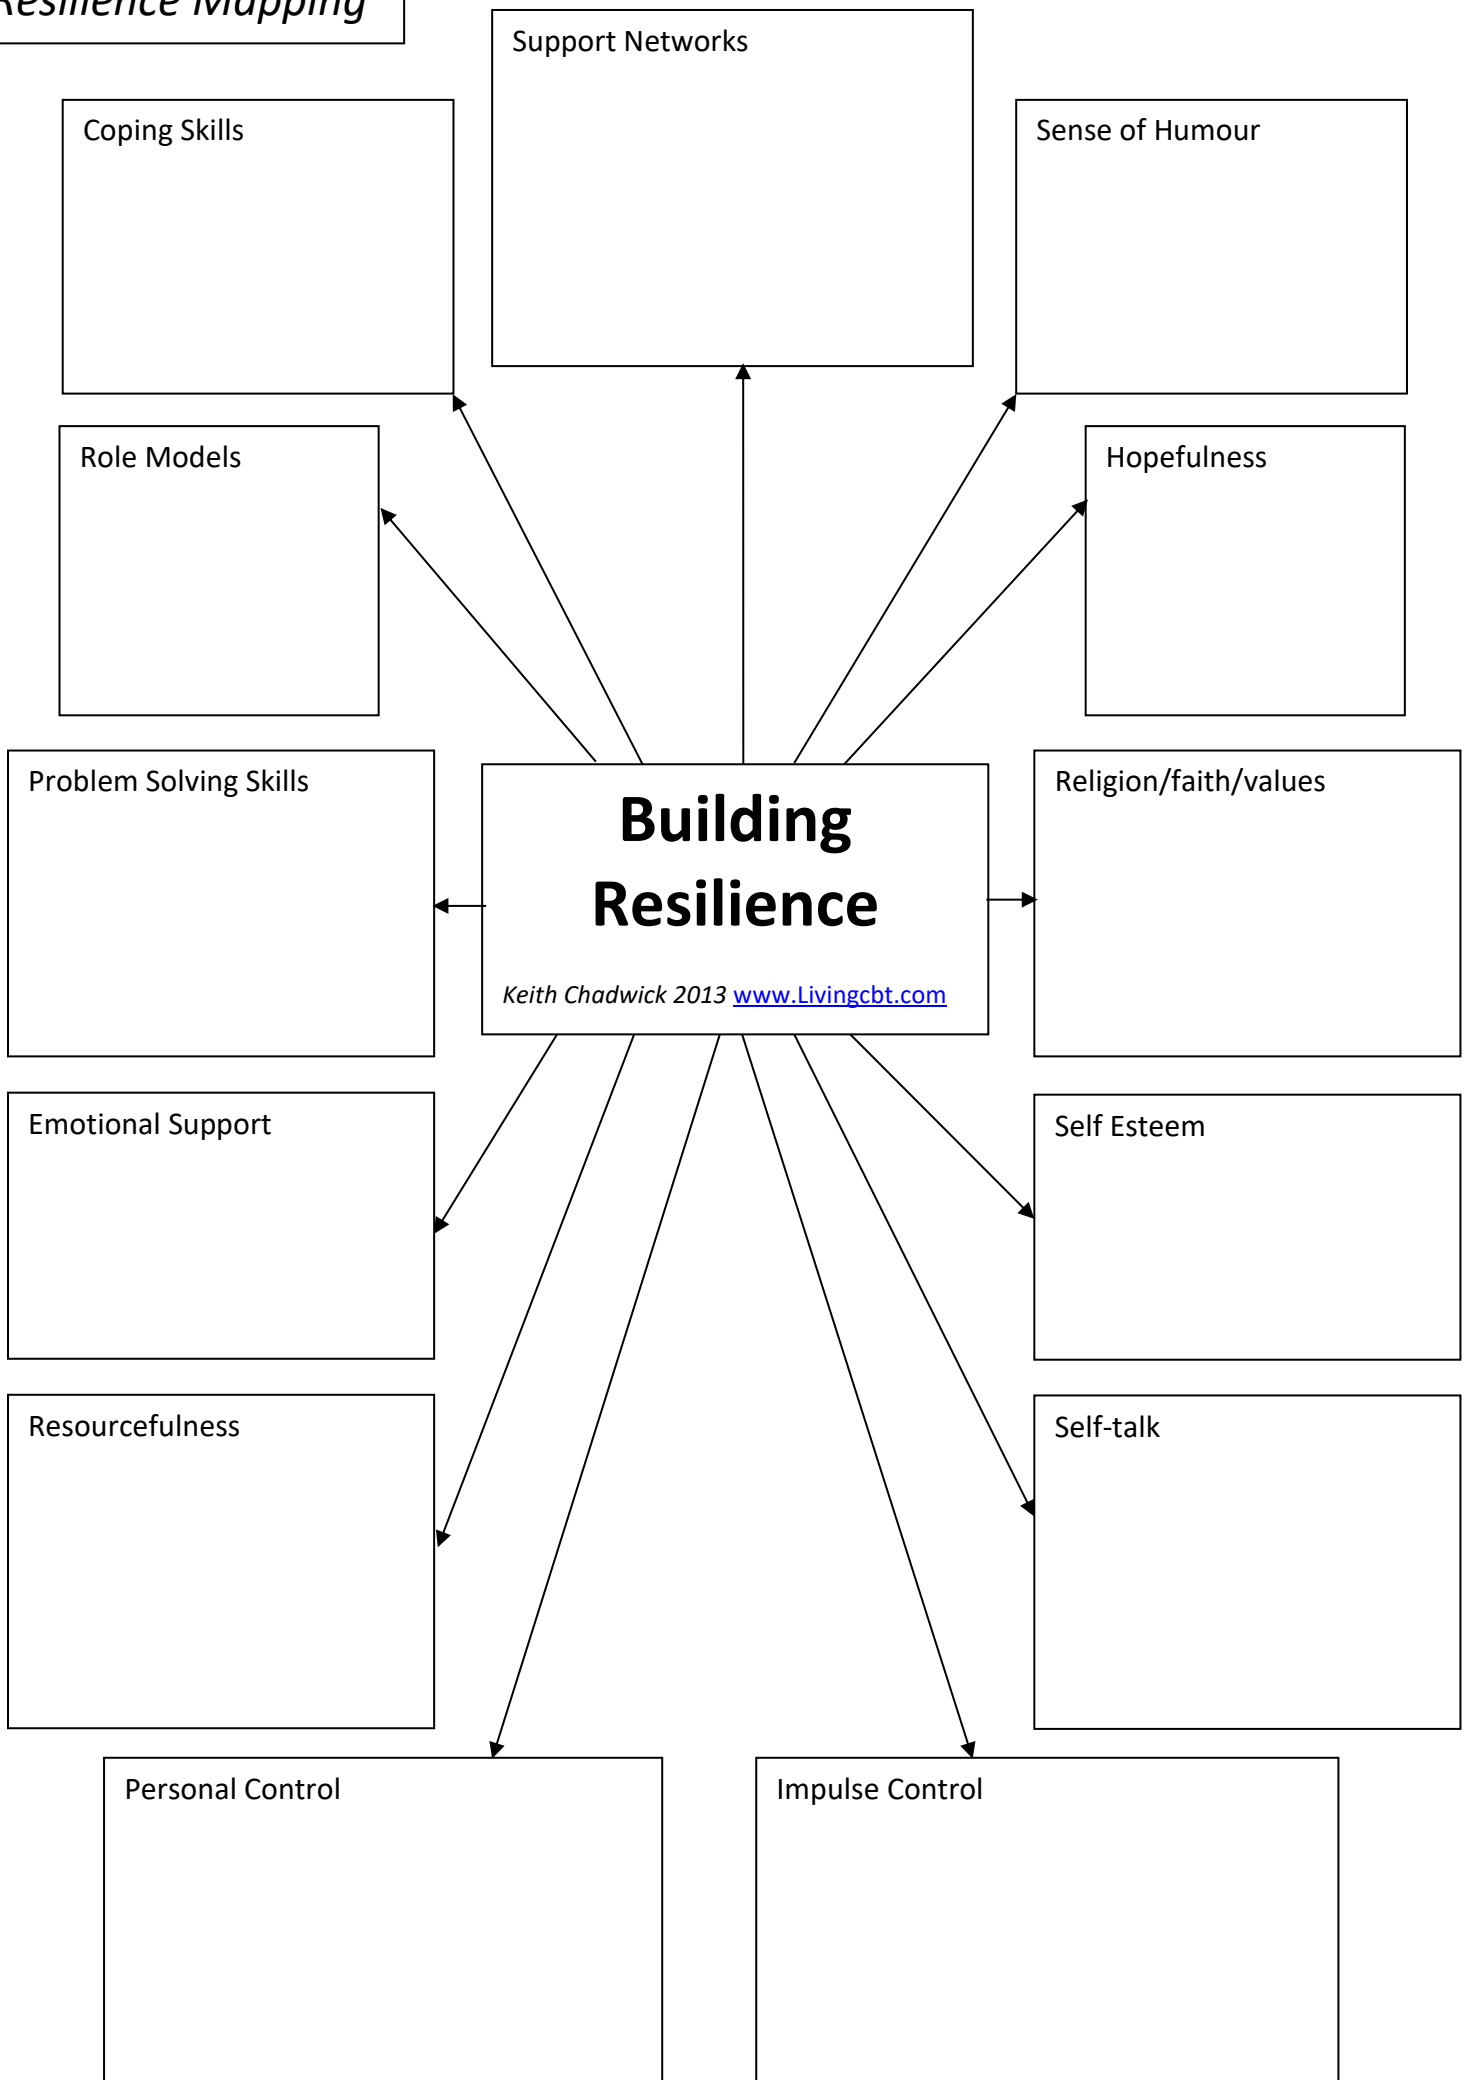 Resilience Mapping
Support Networks
Coping Skills
Sense of Humour
Role Models
Hopefulness
Problem Solving Skills
Building
Resilience
Keith Chadwick 2013 www.Livingcbt.com
Religion/faith/values
Emotional Support
Self Esteem
Resourcefulness
Self-talk
Personal Control
Impulse Control